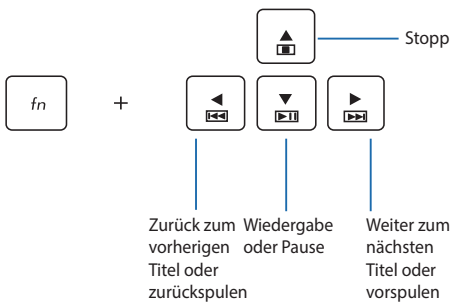 Stopp
fn +
Zurück zum
vorherigen
Titel oder
zurückspulen
Wiedergabe
oder Pause
Weiter zum
nächsten
Titel oder
vorspulen